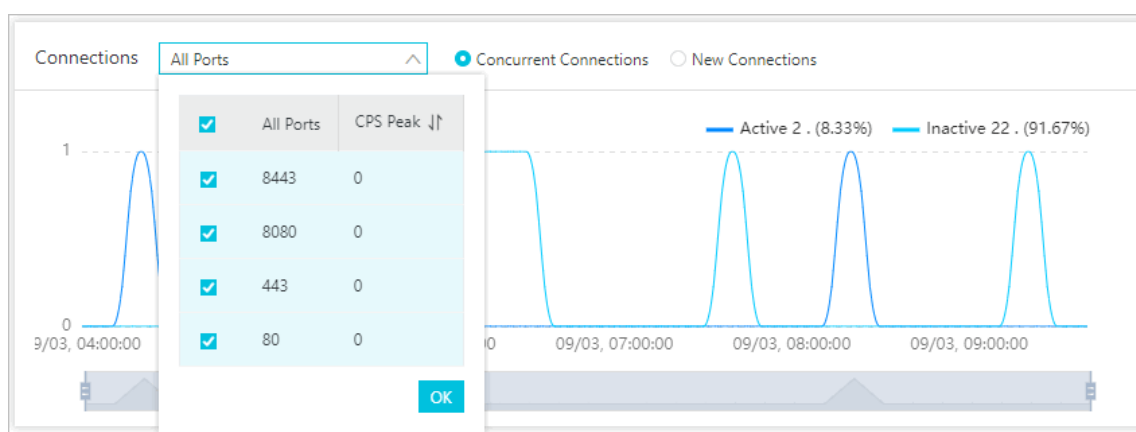 Connections All Ports Concurrent Connections New Connections
All Ports CPS Peak
Active 2 . (8.33%) Inactive 22 . (91.67%)
1
8443 0
8080 0
443 0
80 0
0
9/03, 04:00:00 00 09/03, 07:00:00 09/03, 08:00:00 09/03, 09:00:00
OK